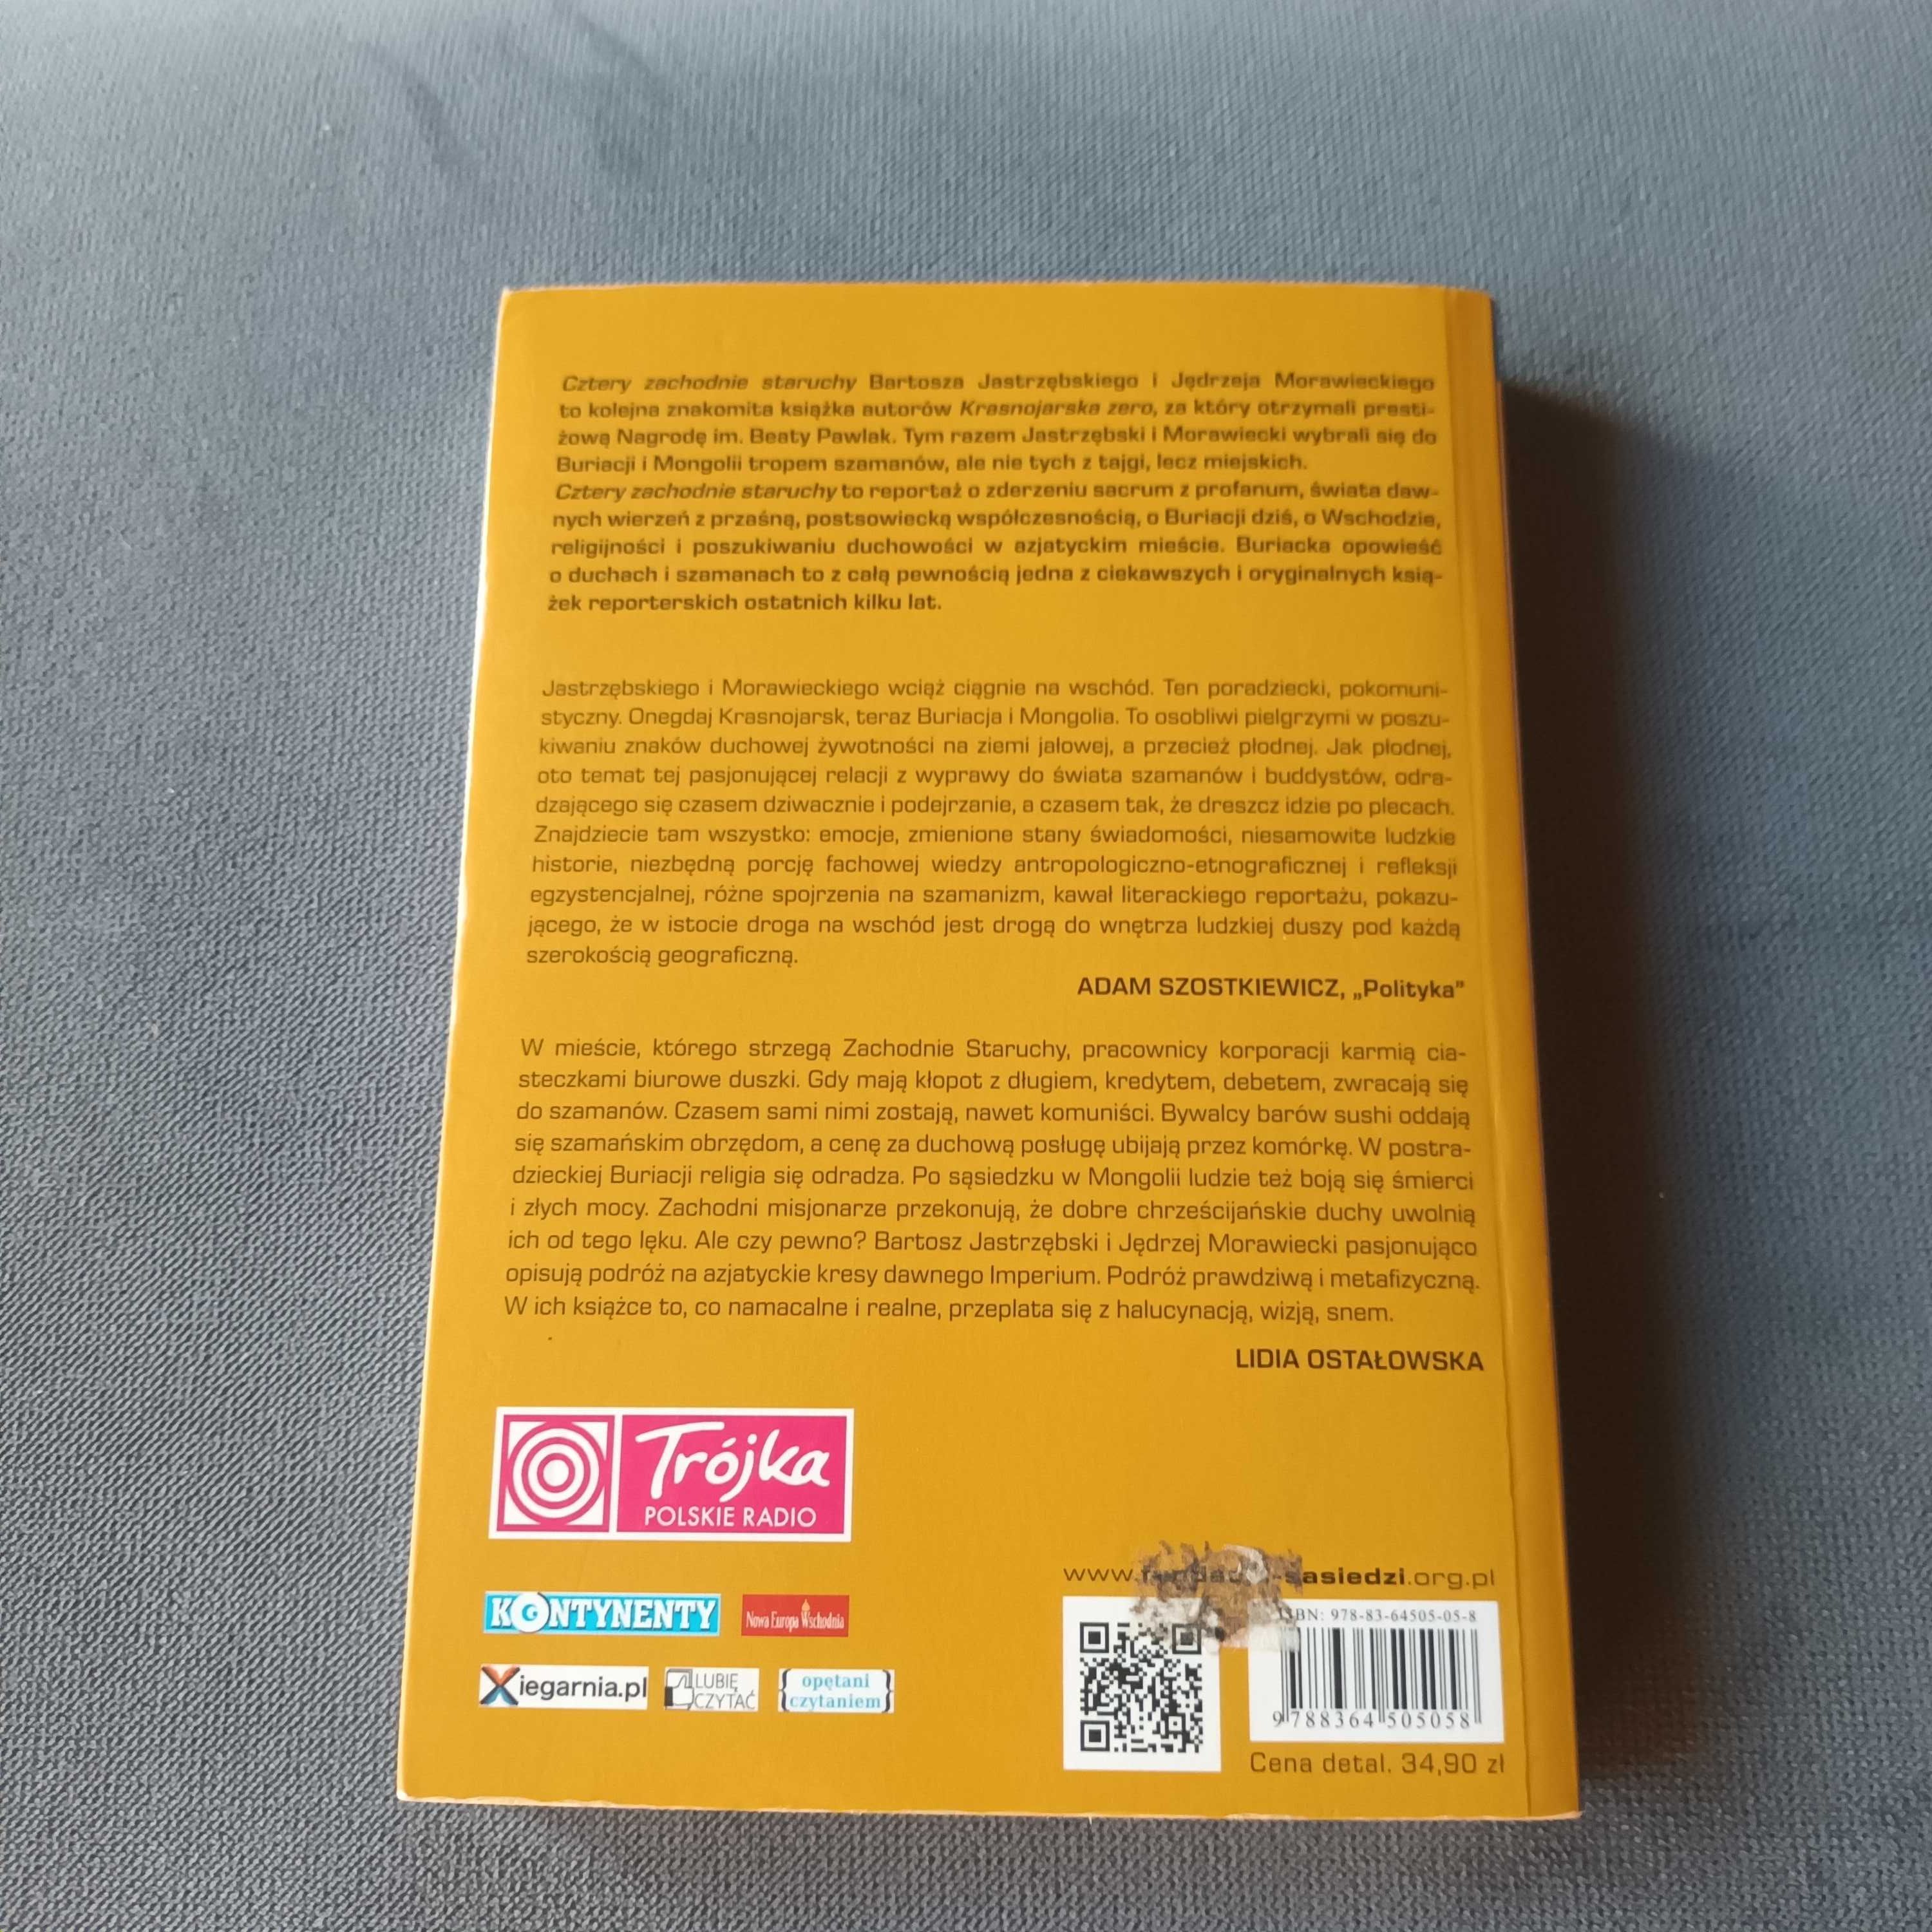 Cztery zachodnie staruchy Bartosza Jastrzębskiego i Jędrzeja Morawieckiego
to kolejna znakomita książka autorów Krasnojarska zero, za który otrzymali presti-
żową Nagrodę im. Beaty Pawlak. Tym razem Jastrzębski i Morawiecki wybrali się do
Buriacji i Mongolii tropem szamanów, ale nie tych z tajgi, lecz miejskich.
Cztery zachodnie staruchy to reportaż o zderzeniu sacrum z profanum, świata daw-
nych wierzeń z przaśną, postsowiecką współczesnością, o Buriacji dziś, o Wschodzie,
religijności i poszukiwaniu duchowości w azjatyckim mieście. Buriacka opowieść
o duchach i szamanach to z całą pewnością jedna z ciekawszych i oryginalnych ksią-
żek reporterskich ostatnich kilku lat.
Jastrzębskiego i Morawieckiego wciąż ciągnie na wschód. Ten poradziecki, pokomuni-
styczny. Onegdaj Krasnojarsk, teraz Buriacja i Mongolia. To osobliwi pielgrzymi w poszu-
kiwaniu znaków duchowej żywotności na ziemi jałowej, a przecież płodnej. Jak płodnej,
oto temat tej pasjonującej relacji z wyprawy do świata szamanów i buddystów, odra-
dzającego się czasem dziwacznie i podejrzanie, a czasem tak, że dreszcz idzie po plecach.
Znajdziecie tam wszystko: emocje, zmienione stany świadomości, niesamowite ludzkie
historie, niezbędną porcję fachowej wiedzy antropologiczno-etnograficznej i refleksji
egzystencjalnej, różne spojrzenia na szamanizm, kawał literackiego reportażu, pokazu-
jącego, że w istocie droga na wschód jest drogą do wnętrza ludzkiej duszy pod każdą
szerokością geograficzną.
ADAM SZOSTKIEWICZ, „Polityka”
W mieście, którego strzegą Zachodnie Staruchy, pracownicy korporacji karmią cia-
steczkami biurowe duszki. Gdy mają kłopot z długiem, kredytem, debetem, zwracają się
do szamanów. Czasem sami nimi zostają, nawet komuniści. Bywalcy barów sushi oddają
się szamańskim obrzędom, a cenę za duchową posługę ubijają przez komórkę. W postra-
dzieckiej Buriacji religia się odradza. Po sąsiedzku w Mongolii ludzie też boją się śmierci
i złych mocy. Zachodni misjonarze przekonują, że dobre chrześcijańskie duchy uwolnią
ich od tego lęku. Ale czy pewno? Bartosz Jastrzębski i Jędrzej Morawiecki pasjonująco
opisują podróż na azjatyckie kresy dawnego Imperium. Podróż prawdziwą i metafizyczną.
W ich książce to, co namacalne i realne, przeplata się z halucynacją, wizją, snem.
LIDIA OSTAŁOWSKA
Trójka
POLSKIE RADIO
KONTYNENTY
Nowa Europa Wschodnia
Xiegarnia.pl
LUBIĘ
CZYTAĆ
{opętani
czytaniem}
www. sasiedzi.org.pl
ISBN: 978-83-64505-05-8
9 788364 505058
Cena detal. 34,90 zł